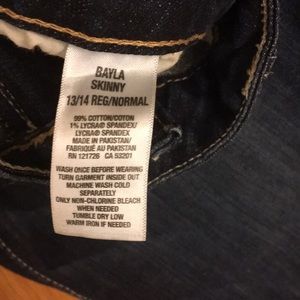 BAYLA
SKINNY
13/14 REG/NORMAL
99% COTTON/COTON
1% LYCRA® SPANDEX/
LYCRA® SPANDEX
MADE IN PAKISTAN/
FABRIQUÉ AU PAKISTAN
RN 121726 CA 53201
WASH ONCE BEFORE WEARING
TURN GARMENT INSIDE OUT
MACHINE WASH COLD
SEPARATELY
ONLY NON-CHLORINE BLEACH
WHEN NEEDED
TUMBLE DRY LOW
WARM IRON IF NEEDED